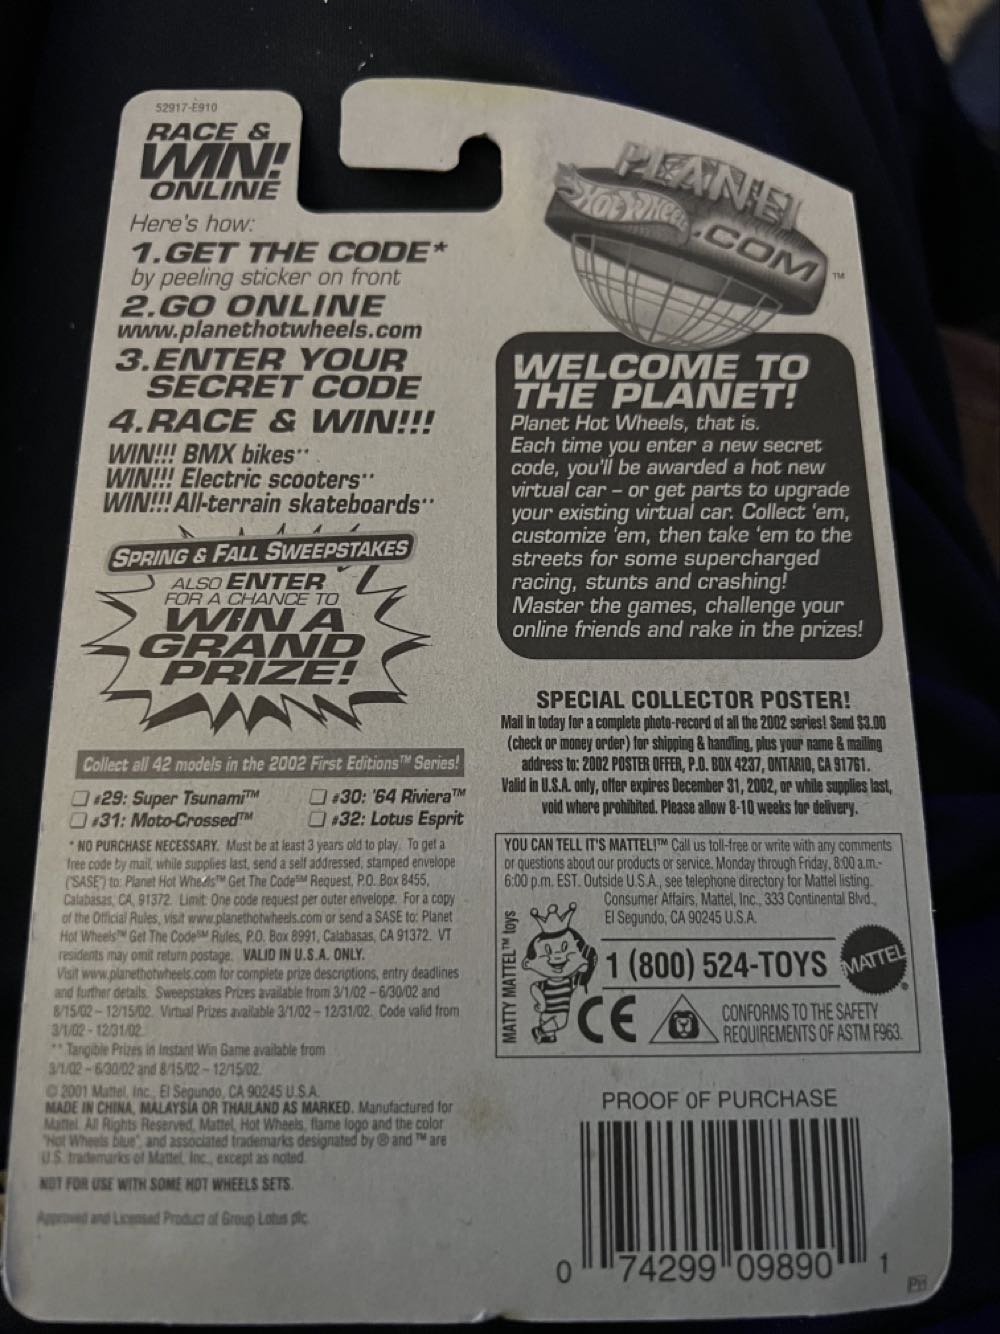 52917-E910
RACE &
WIN!
ONLINE
Here's how:
1.GET THE CODE*
by peeling sticker on front
2.GO ONLINE
www.planethotwheels.com
3.ENTER YOUR
SECRET CODE
4.RACE & WIN!!!
WIN!!! BMX bikes**
WIN!!! Electric scooters**
WIN!!! All-terrain skateboards**
SPRING & FALL SWEEPSTAKES
ALSO ENTER
FOR A CHANCE TO
WIN A
GRAND
PRIZE!
Collect all 42 models in the 2002 First Editions™ Series!
#29: Super Tsunami™ #30: '64 Riviera™
#31: Moto-Crossed™ #32: Lotus Esprit
* NO PURCHASE NECESSARY. Must be at least 3 years old to play. To get a
free code by mail, while supplies last, send a self addressed, stamped envelope
("SASE") to: Planet Hot Wheels™ Get The Code℠ Request, P.O. Box 8455,
Calabasas, CA, 91372. Limit: One code request per outer envelope. For a copy
of the Official Rules, visit www.planethotwheels.com or send a SASE to: Planet
Hot Wheels™ Get The Code℠ Rules, P.O. Box 8991, Calabasas, CA 91372. VT
residents may omit return postage. VALID IN U.S.A. ONLY.
Visit www.planethotwheels.com for complete prize descriptions, entry deadlines
and further details. Sweepstakes Prizes available from 3/1/02 – 6/30/02 and
8/15/02 – 12/15/02. Virtual Prizes available 3/1/02 – 12/31/02. Code valid from
3/1/02 - 12/31/02.
** Tangible Prizes in Instant Win Game available from
3/1/02 – 6/30/02 and 8/15/02 – 12/15/02.
© 2001 Mattel, Inc., El Segundo, CA 90245 U.S.A.
MADE IN CHINA, MALAYSIA OR THAILAND AS MARKED. Manufactured for
Mattel. All Rights Reserved, Mattel, Hot Wheels, flame logo and the color
"Hot Wheels blue", and associated trademarks designated by ® and ™ are
U.S. trademarks of Mattel, Inc., except as noted.
NOT FOR USE WITH SOME HOT WHEELS SETS.
Approved and Licensed Product of Group Lotus plc.
PLANET
HOT WHEELS
.COM™
WELCOME TO
THE PLANET!
Planet Hot Wheels, that is.
Each time you enter a new secret
code, you'll be awarded a hot new
virtual car – or get parts to upgrade
your existing virtual car. Collect 'em,
customize 'em, then take 'em to the
streets for some supercharged
racing, stunts and crashing!
Master the games, challenge your
online friends and rake in the prizes!
SPECIAL COLLECTOR POSTER!
Mail in today for a complete photo-record of all the 2002 series! Send $3.00
(check or money order) for shipping & handling, plus your name & mailing
address to: 2002 POSTER OFFER, P.O. BOX 4237, ONTARIO, CA 91761.
Valid in U.S.A. only, offer expires December 31, 2002, or while supplies last,
void where prohibited. Please allow 8-10 weeks for delivery.
YOU CAN TELL IT'S MATTEL!™ Call us toll-free or write with any comments
or questions about our products or service. Monday through Friday, 8:00 a.m.-
6:00 p.m. EST. Outside U.S.A., see telephone directory for Mattel listing.
Consumer Affairs, Mattel, Inc., 333 Continental Blvd.,
El Segundo, CA 90245 U.S.A.
MATTY MATTEL™ toys
1 (800) 524-TOYS
MATTEL®
CE
CONFORMS TO THE SAFETY
REQUIREMENTS OF ASTM F963.
PROOF OF PURCHASE
0 74299 09890 1
PH